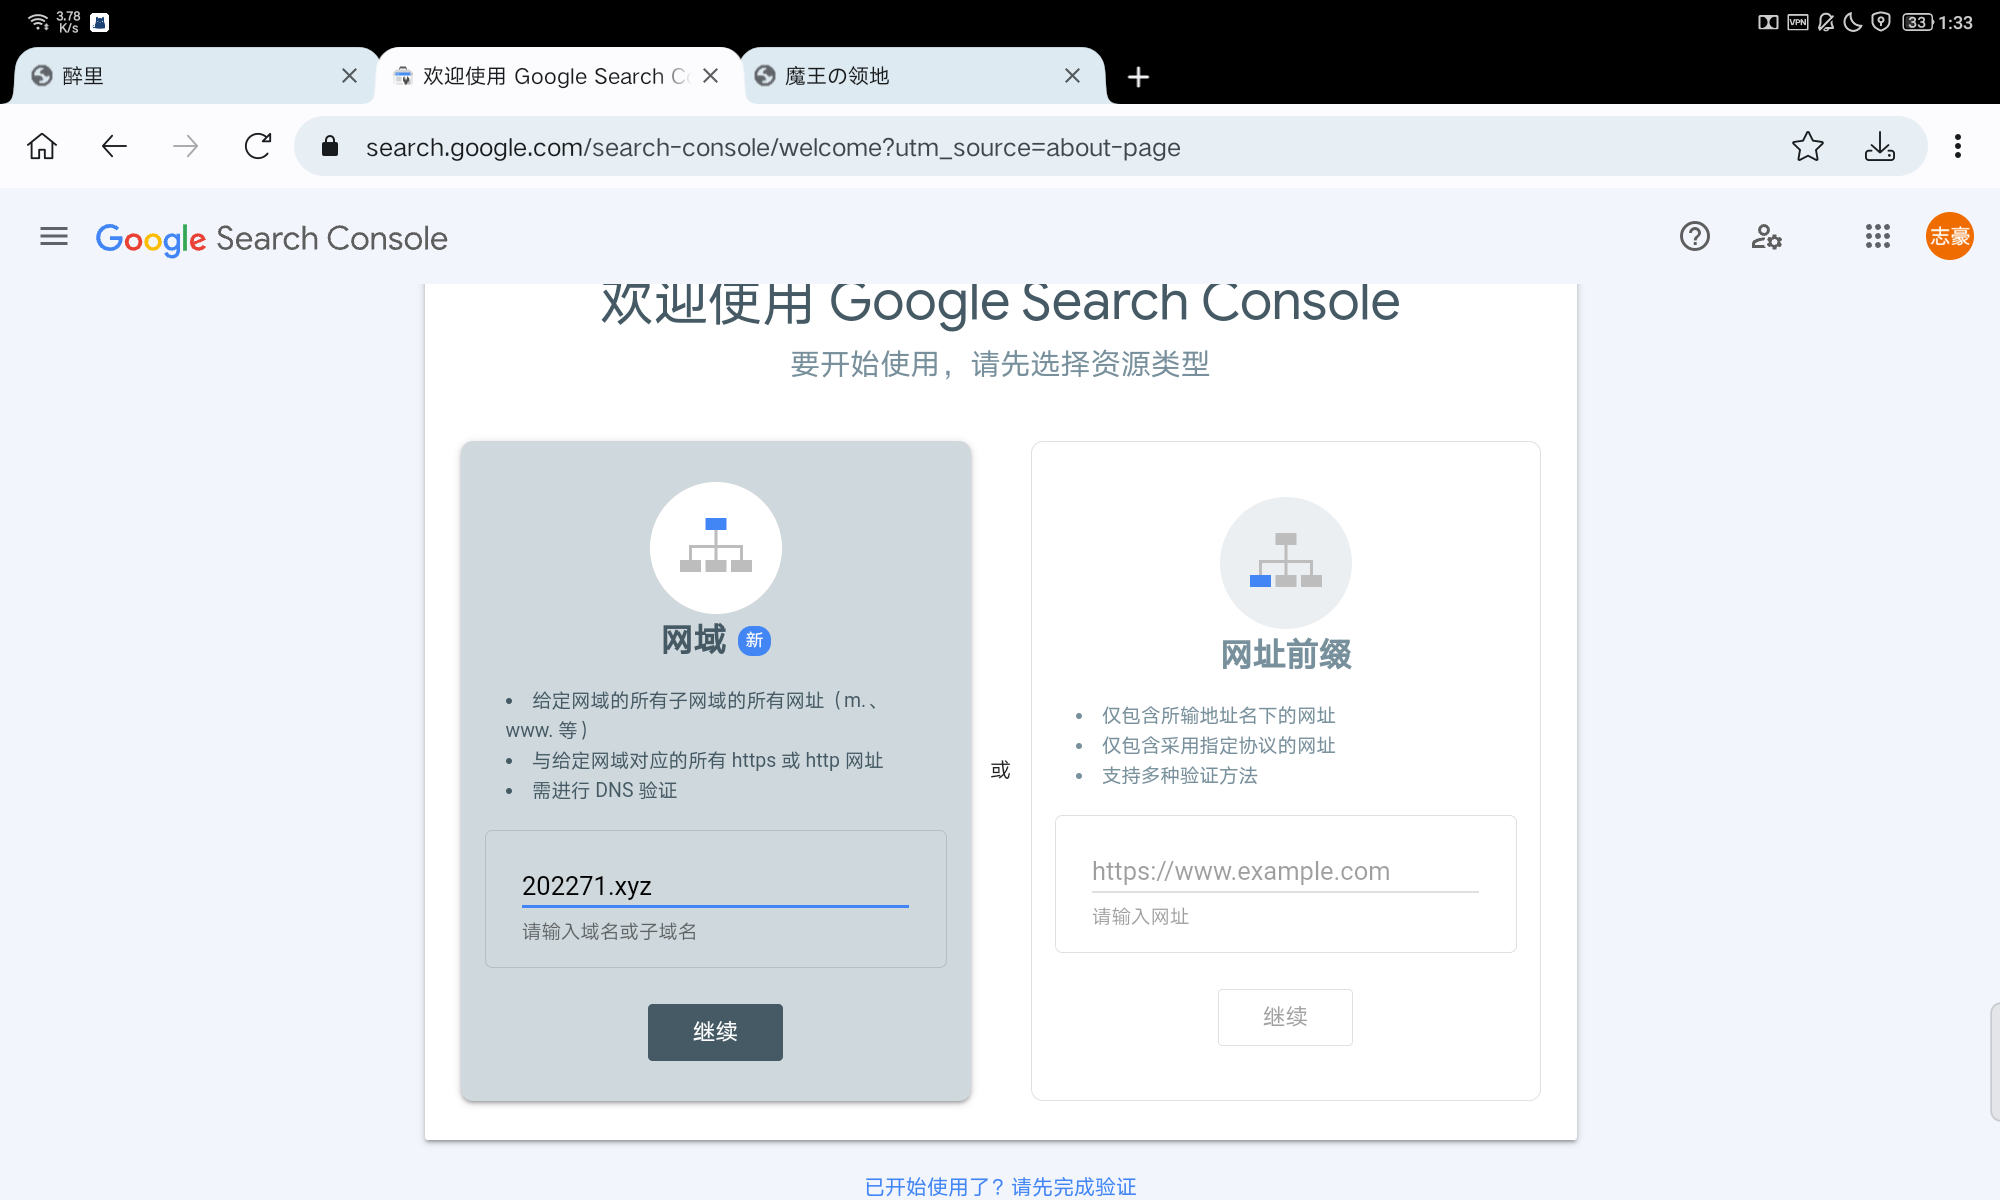 3.78
K/s
VPN
33
1:33
醉里
欢迎使用 Google Search Co
魔王の领地
search.google.com/search-console/welcome?utm_source=about-page
Google Search Console
志豪
欢迎使用 Google Search Console
要开始使用，请先选择资源类型
网域 新
• 给定网域的所有子网域的所有网址（m.、
www. 等）
• 与给定网域对应的所有 https 或 http 网址
• 需进行 DNS 验证
202271.xyz
请输入域名或子域名
继续
或
网址前缀
• 仅包含所输地址名下的网址
• 仅包含采用指定协议的网址
• 支持多种验证方法
https://www.example.com
请输入网址
继续
已开始使用了？请先完成验证